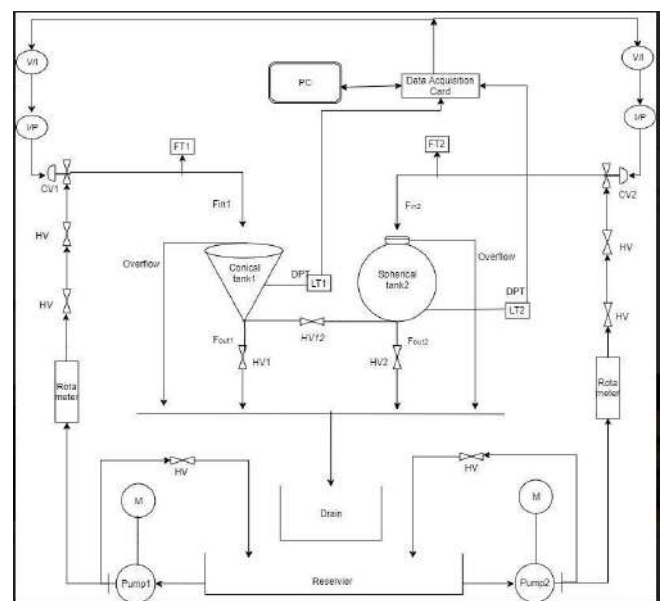 V/I
V/I
PC
Data Acquisition
Card
I/P
I/P
FT1
FT2
CV1
CV2
Fin1
Fin2
HV
HV
Overflow
Conical
tank1
DPT
LT1
Spherical
tank2
Overflow
DPT
LT2
HV
HV
Fout1
HV12
Fout2
HV1
HV2
Rota
meter
Rota
meter
HV
HV
M
M
Drain
Pump1
Reservier
Pump2